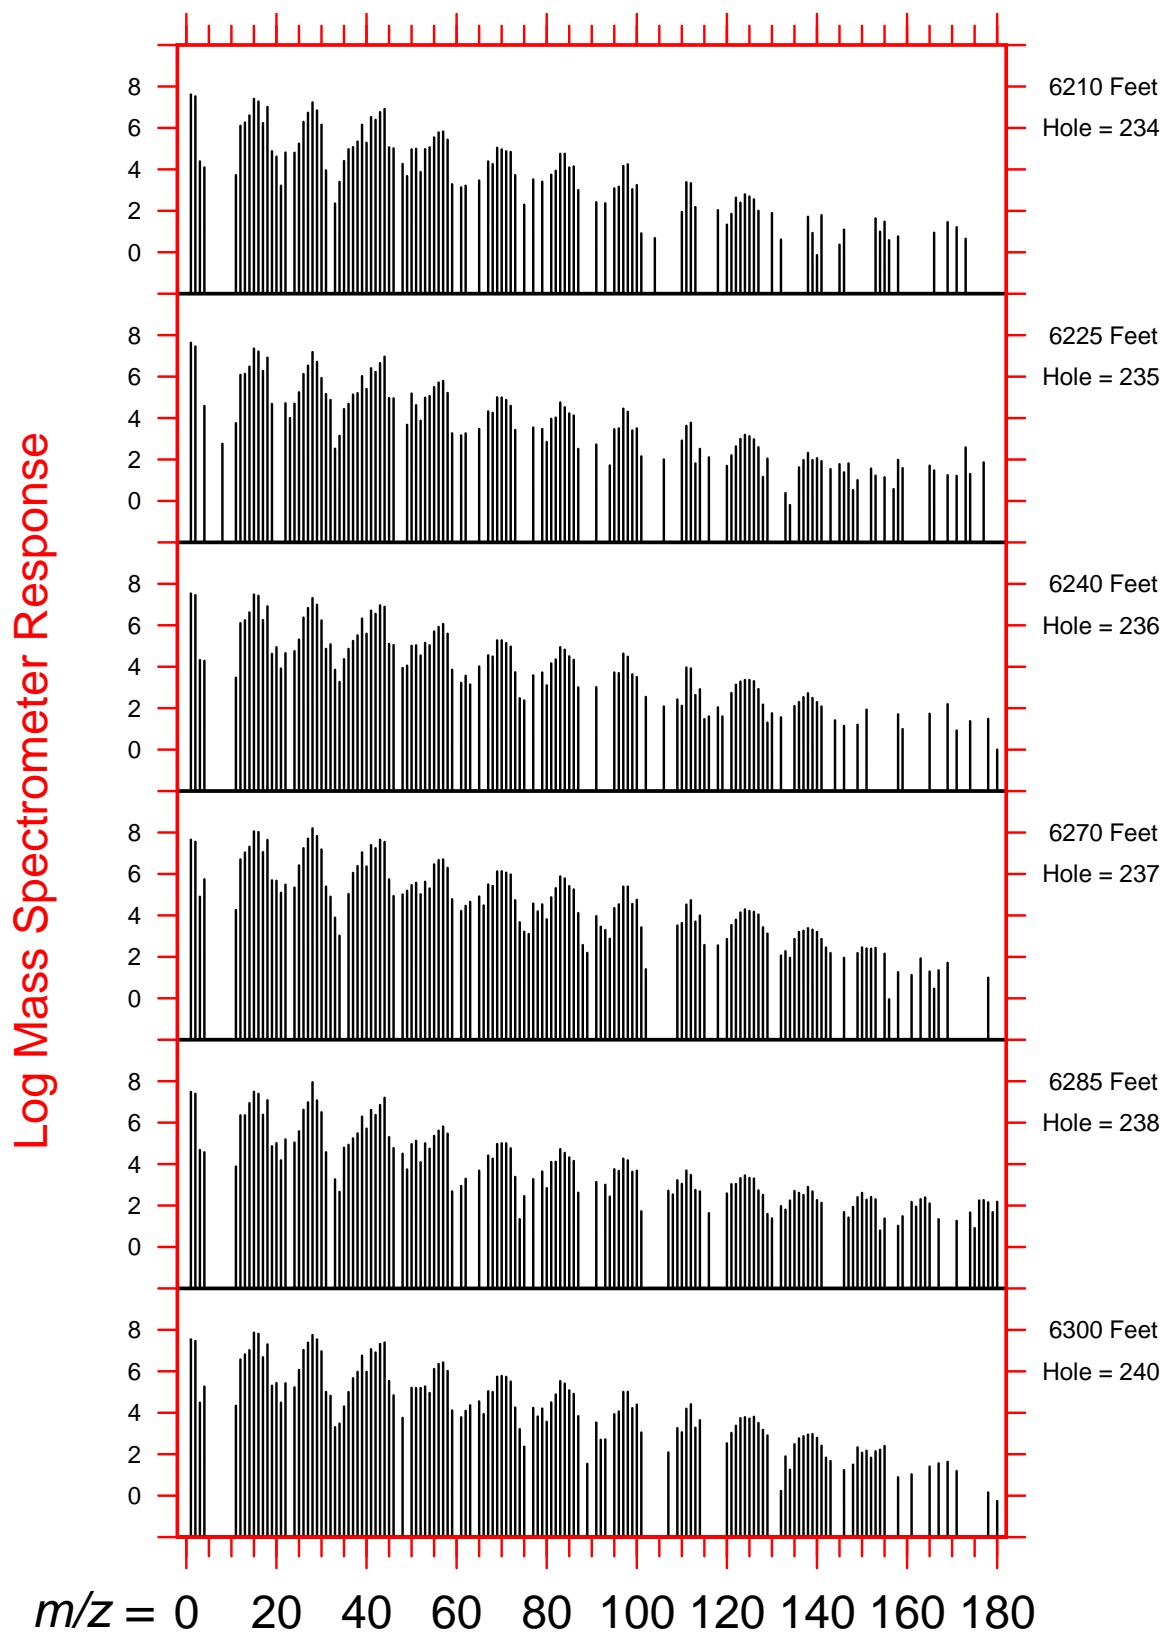 8
6
4
2
0
6210 Feet
Hole = 234
8
6
4
2
0
6225 Feet
Hole = 235
8
6
4
2
0
6240 Feet
Hole = 236
8
6
4
2
0
6270 Feet
Hole = 237
8
6
4
2
0
6285 Feet
Hole = 238
8
6
4
2
0
6300 Feet
Hole = 240
Log Mass Spectrometer Response
m/z = 0 20 40 60 80 100 120 140 160 180